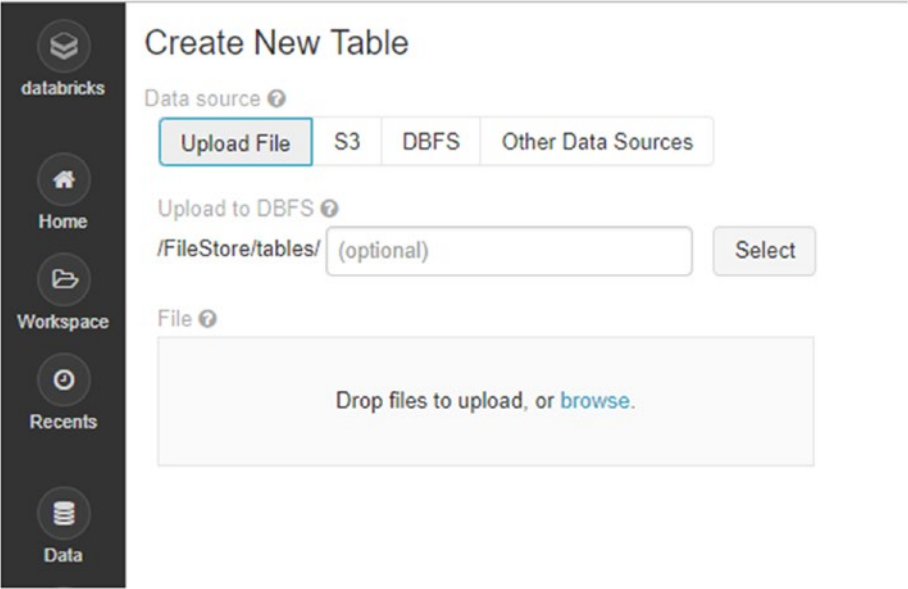 databricks
Home
Workspace
Recents
Data
Create New Table
Data source
Upload File S3 DBFS Other Data Sources
Upload to DBFS
/FileStore/tables/ (optional) Select
File
Drop files to upload, or browse.